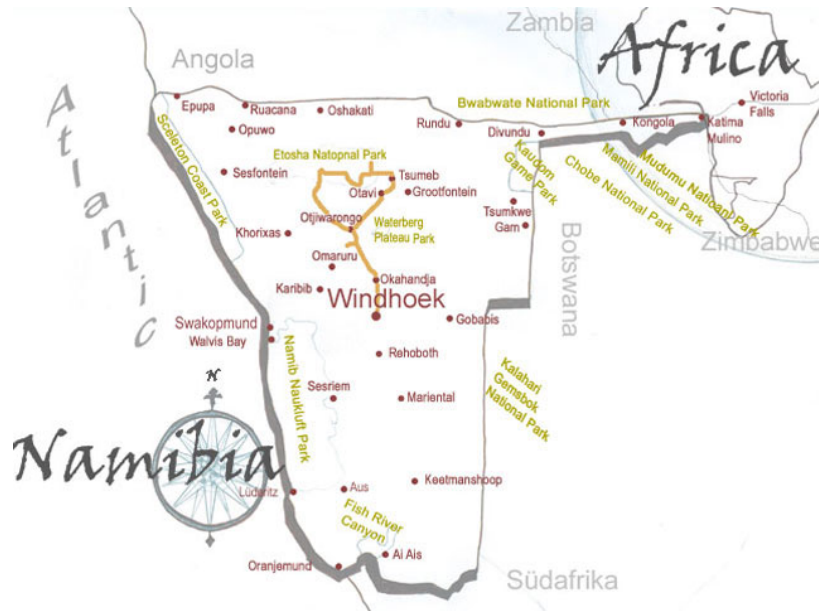 Zambia
Africa
Angola
Atlantic
Victoria
Falls
Bwabwate National Park
Epupa
Ruacana
Oshakati
Rundu
Divundu
Kongola
Katima
Mulino
Opuwo
Sceleton Coast Park
Etosha Natopnal Park
Kaudom
Game Park
Mudumu Natioanl Park
Mamili National Park
Chobe National Park
Sesfontein
Tsumeb
Otavi
Grootfontein
Tsumkwe
Gam
Otjiwarongo
Waterberg
Plateau Park
Khorixas
Botswana
Zimbabwe
Omaruru
Okahandja
Karibib
Windhoek
Gobabis
Swakopmund
Walvis Bay
Rehoboth
Namib Naukluft Park
Kalahari
Gemsbok
National Park
N
Sesriem
Mariental
Namibia
Lüderitz
Aus
Keetmanshoop
Fish River
Canyon
Ai Ais
Oranjemund
Südafrika